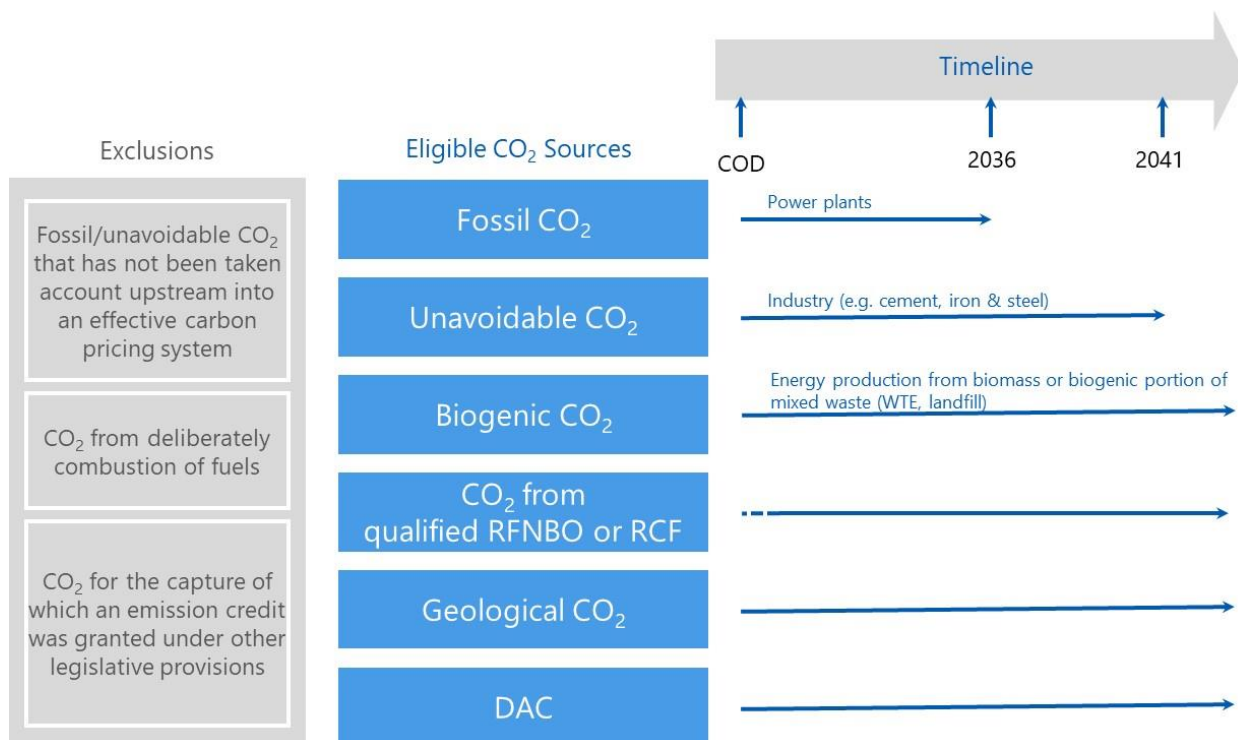 Timeline
Exclusions
Eligible CO₂ Sources
COD
2036
2041
Fossil/unavoidable CO₂
that has not been taken
account upstream into
an effective carbon
pricing system
CO₂ from deliberately
combustion of fuels
CO₂ for the capture of
which an emission credit
was granted under other
legislative provisions
Fossil CO₂
Power plants
Unavoidable CO₂
Industry (e.g. cement, iron & steel)
Biogenic CO₂
Energy production from biomass or biogenic portion of
mixed waste (WTE, landfill)
CO₂ from
qualified RFNBO or RCF
Geological CO₂
DAC